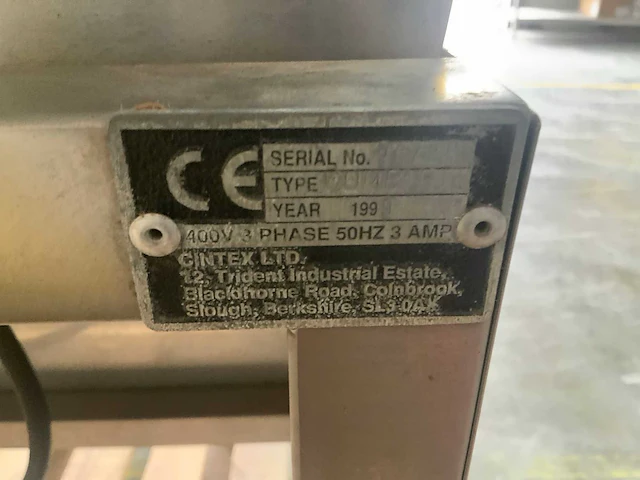 CE
SERIAL No.
TYPE
YEAR 199
400V 3 PHASE 50HZ 3 AMP
CINTEX LTD.
12, Trident Industrial Estate,
Blackthorne Road, Colnbrook,
Slough, Berkshire, SL3 0AX